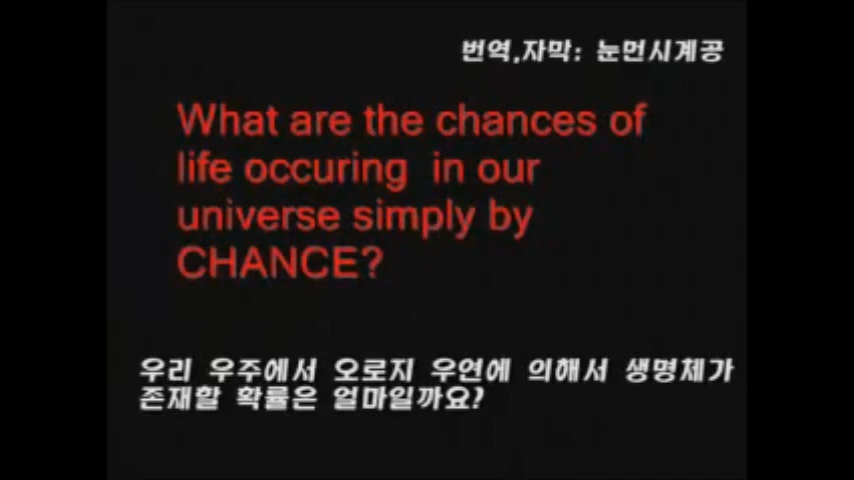 번역,자막: 눈먼시계공
What are the chances of
life occuring in our
universe simply by
CHANCE?
우리 우주에서 오로지 우연에 의해서 생명체가
존재할 확률은 얼마일까요?